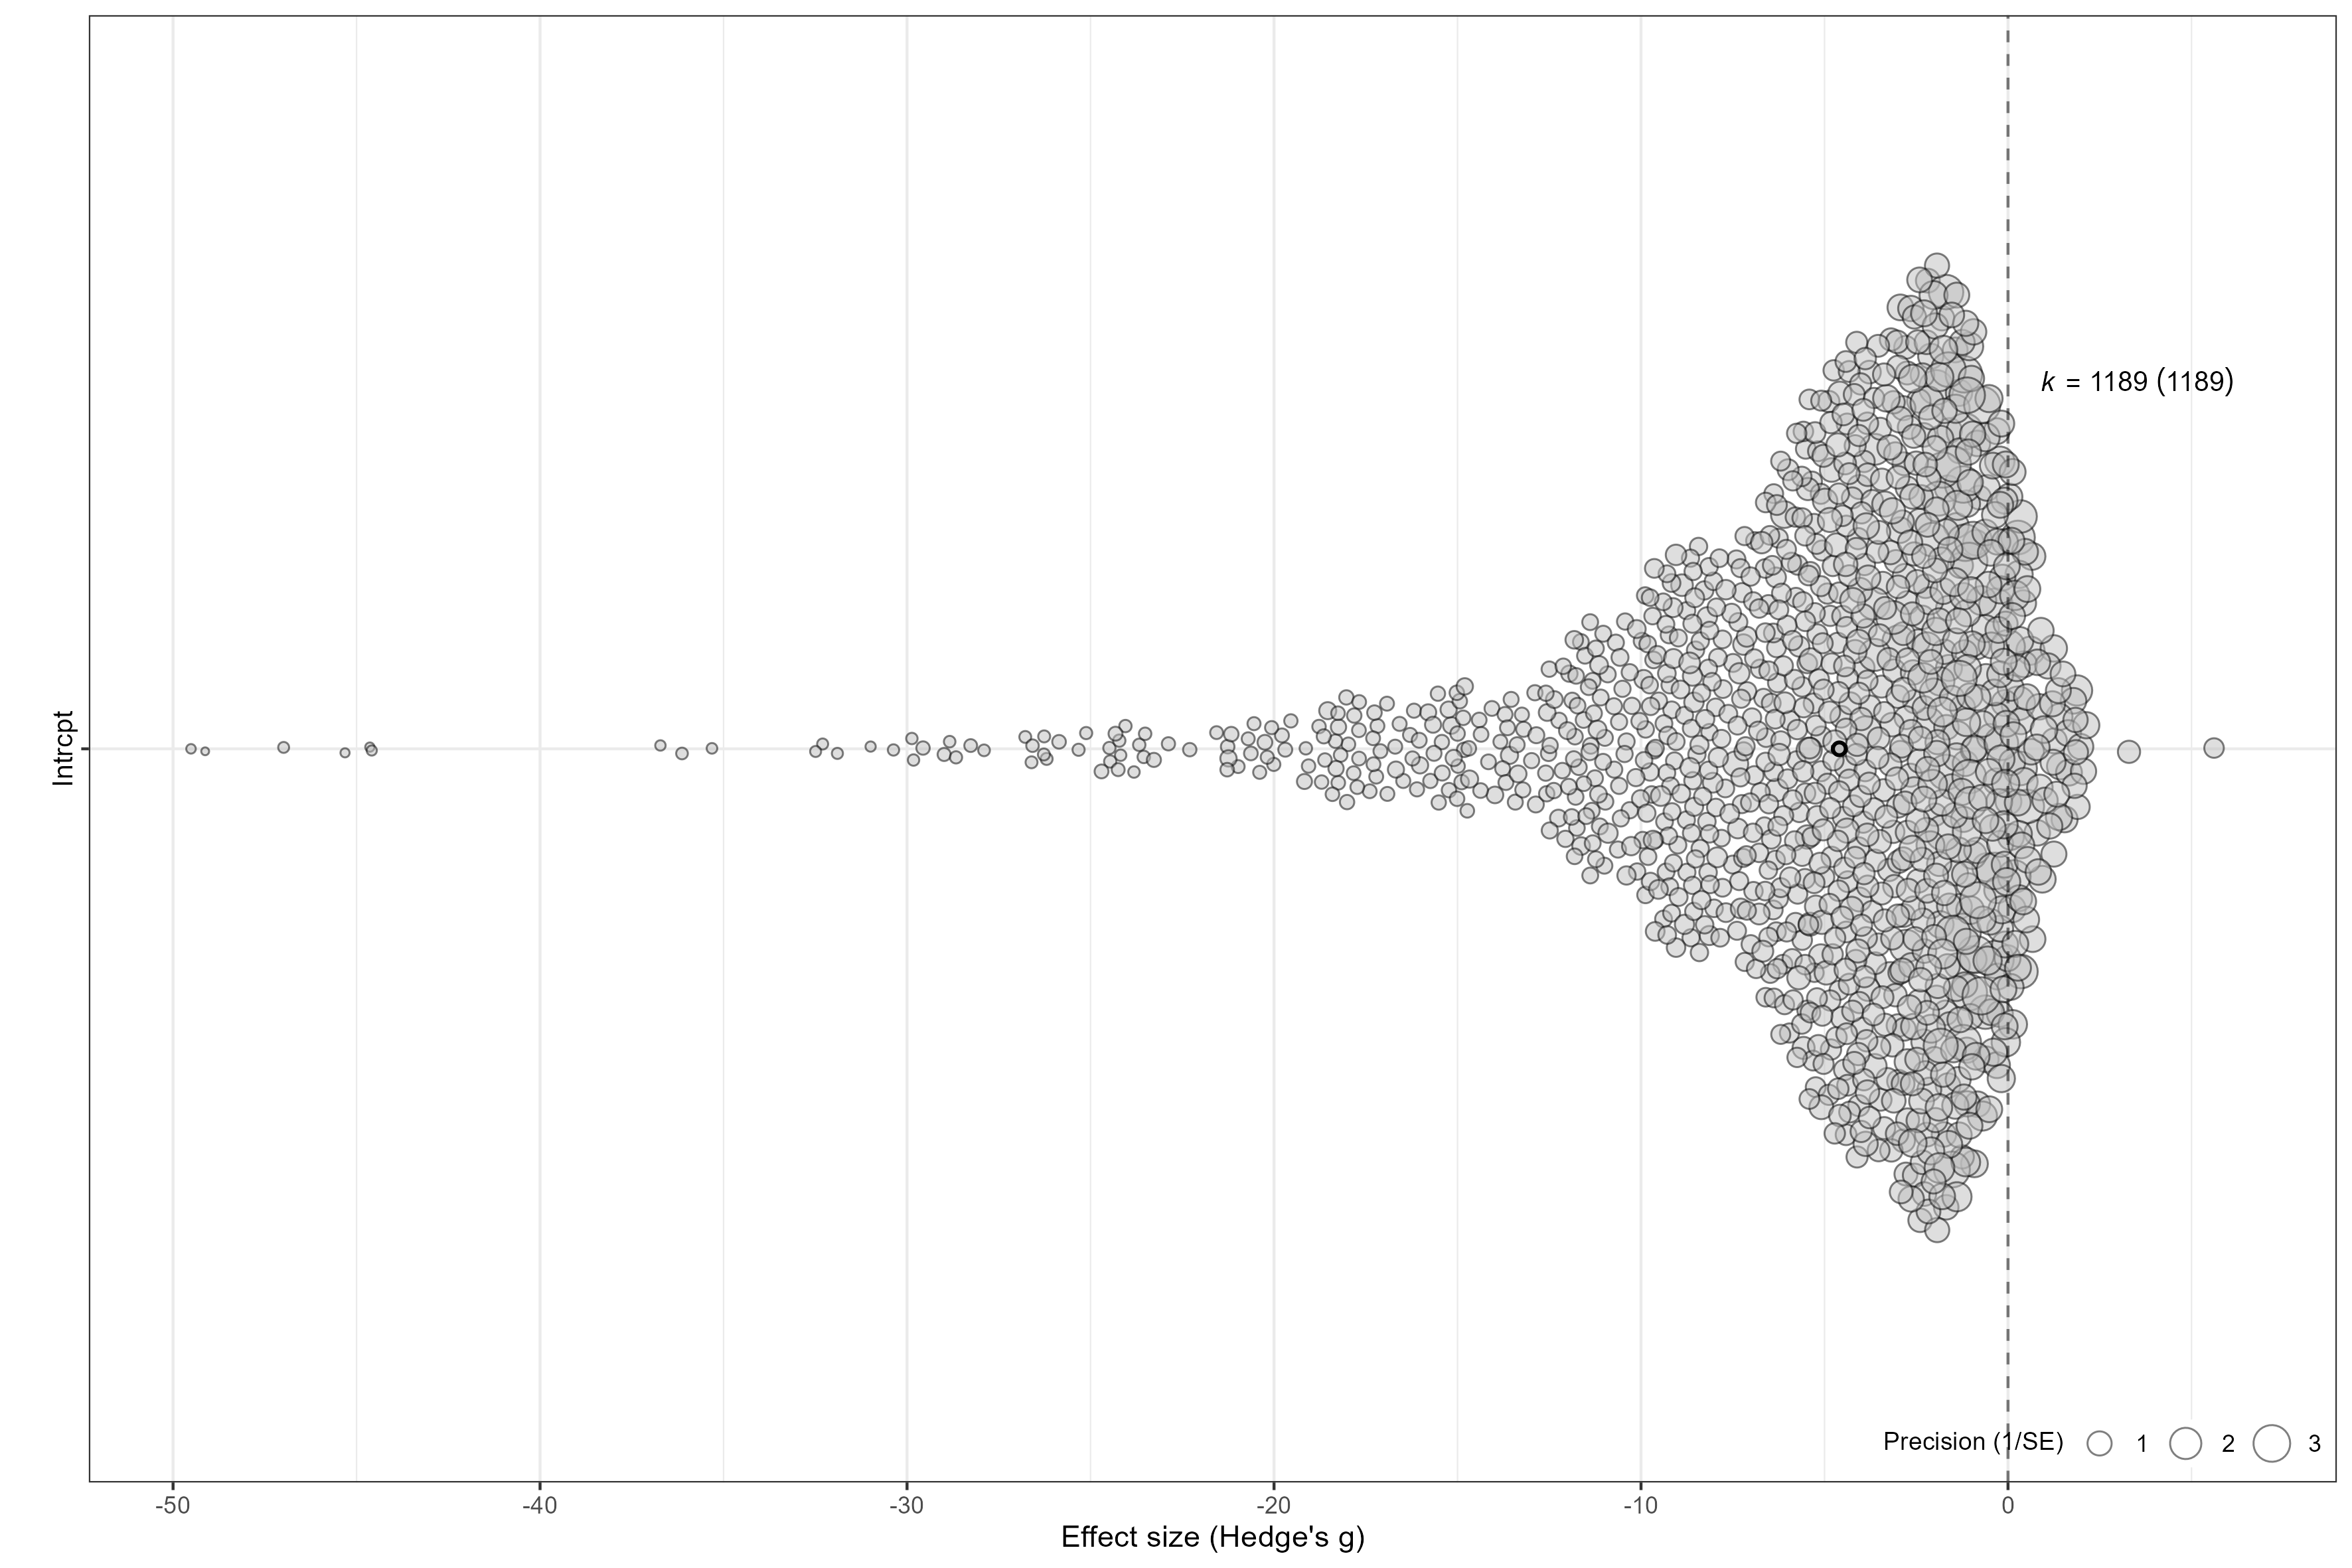 k = 1189 (1189)
Intrcpt
Precision (1/SE) 1 2 3
-50 -40 -30 -20 -10 0
Effect size (Hedge's g)